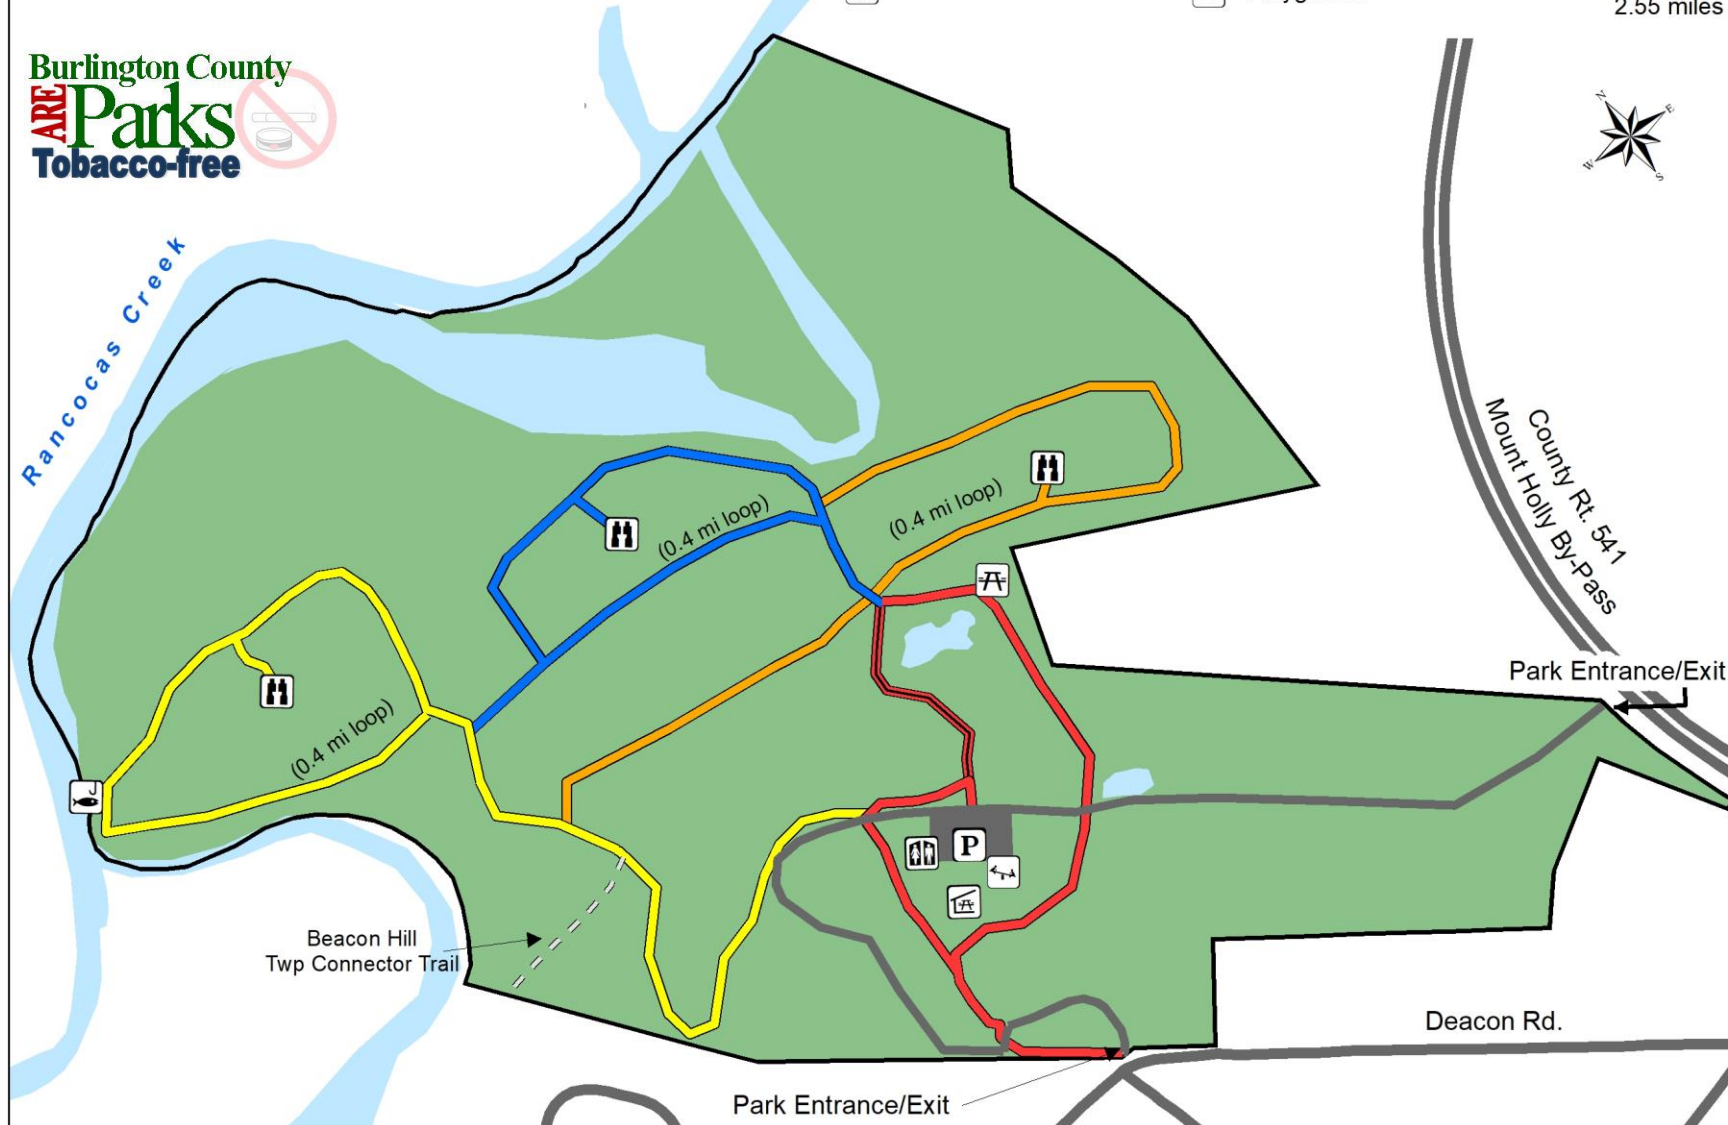 2.55 miles
Burlington County
ARE
Parks
Tobacco-free
N
E
W
S
Rancocas Creek
County Rt. 541
Mount Holly By-Pass
(0.4 mi loop)
(0.4 mi loop)
(0.4 mi loop)
Park Entrance/Exit
P
Beacon Hill
Twp Connector Trail
Deacon Rd.
Park Entrance/Exit